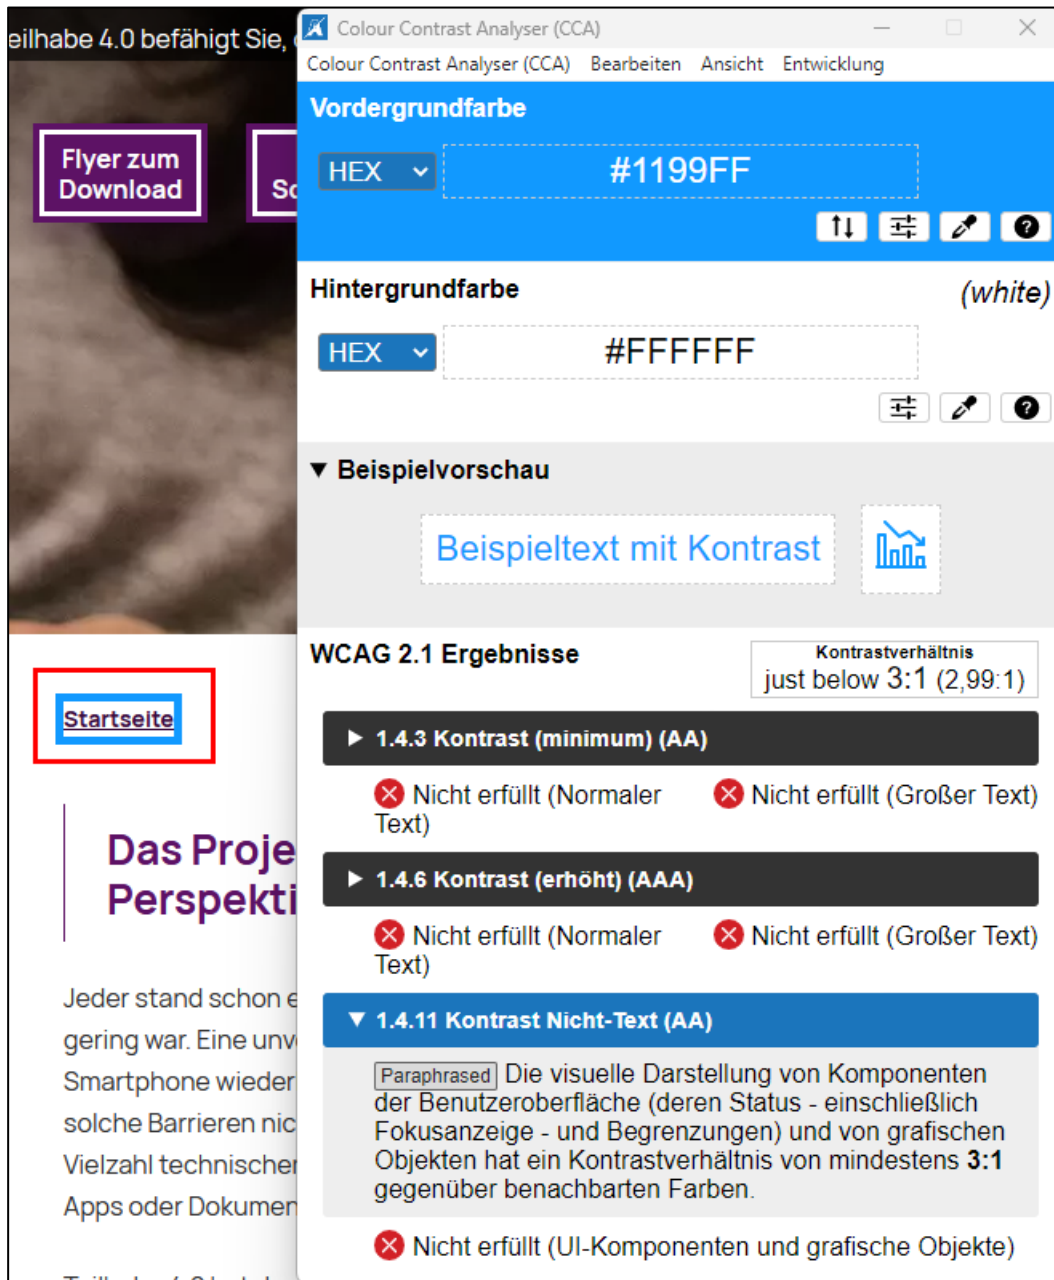 eilhabe 4.0 befähigt Sie,
Flyer zum
Download
Startseite
Das Proje
Perspekti
Jeder stand schon e
gering war. Eine unv
Smartphone wieder
solche Barrieren nic
Vielzahl technischer
Apps oder Dokumen
Colour Contrast Analyser (CCA)
Colour Contrast Analyser (CCA) Bearbeiten Ansicht Entwicklung
Vordergrundfarbe
HEX #1199FF
Hintergrundfarbe (white)
HEX #FFFFFF
▼ Beispielvorschau
Beispieltext mit Kontrast
WCAG 2.1 Ergebnisse
Kontrastverhältnis
just below 3:1 (2,99:1)
▶ 1.4.3 Kontrast (minimum) (AA)
Nicht erfüllt (Normaler
Text)
Nicht erfüllt (Großer Text)
▶ 1.4.6 Kontrast (erhöht) (AAA)
Nicht erfüllt (Normaler
Text)
Nicht erfüllt (Großer Text)
▼ 1.4.11 Kontrast Nicht-Text (AA)
Paraphrased Die visuelle Darstellung von Komponenten
der Benutzeroberfläche (deren Status - einschließlich
Fokusanzeige - und Begrenzungen) und von grafischen
Objekten hat ein Kontrastverhältnis von mindestens 3:1
gegenüber benachbarten Farben.
Nicht erfüllt (UI-Komponenten und grafische Objekte)